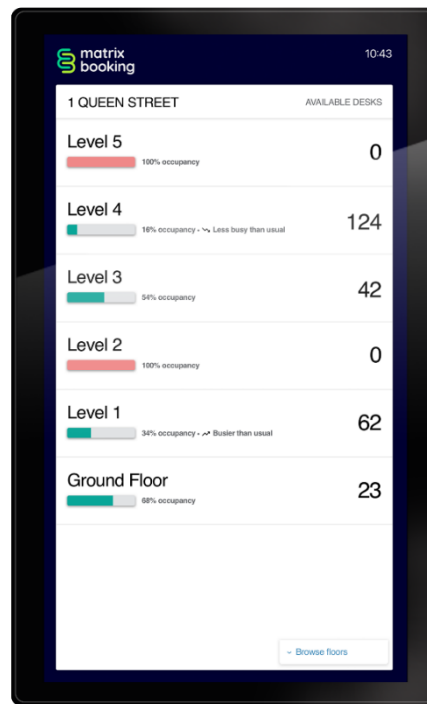 matrix
booking
10:43
1 QUEEN STREET
AVAILABLE DESKS
Level 5
100% occupancy
0
Level 4
16% occupancy - Less busy than usual
124
Level 3
54% occupancy
42
Level 2
100% occupancy
0
Level 1
34% occupancy - Busier than usual
62
Ground Floor
68% occupancy
23
Browse floors